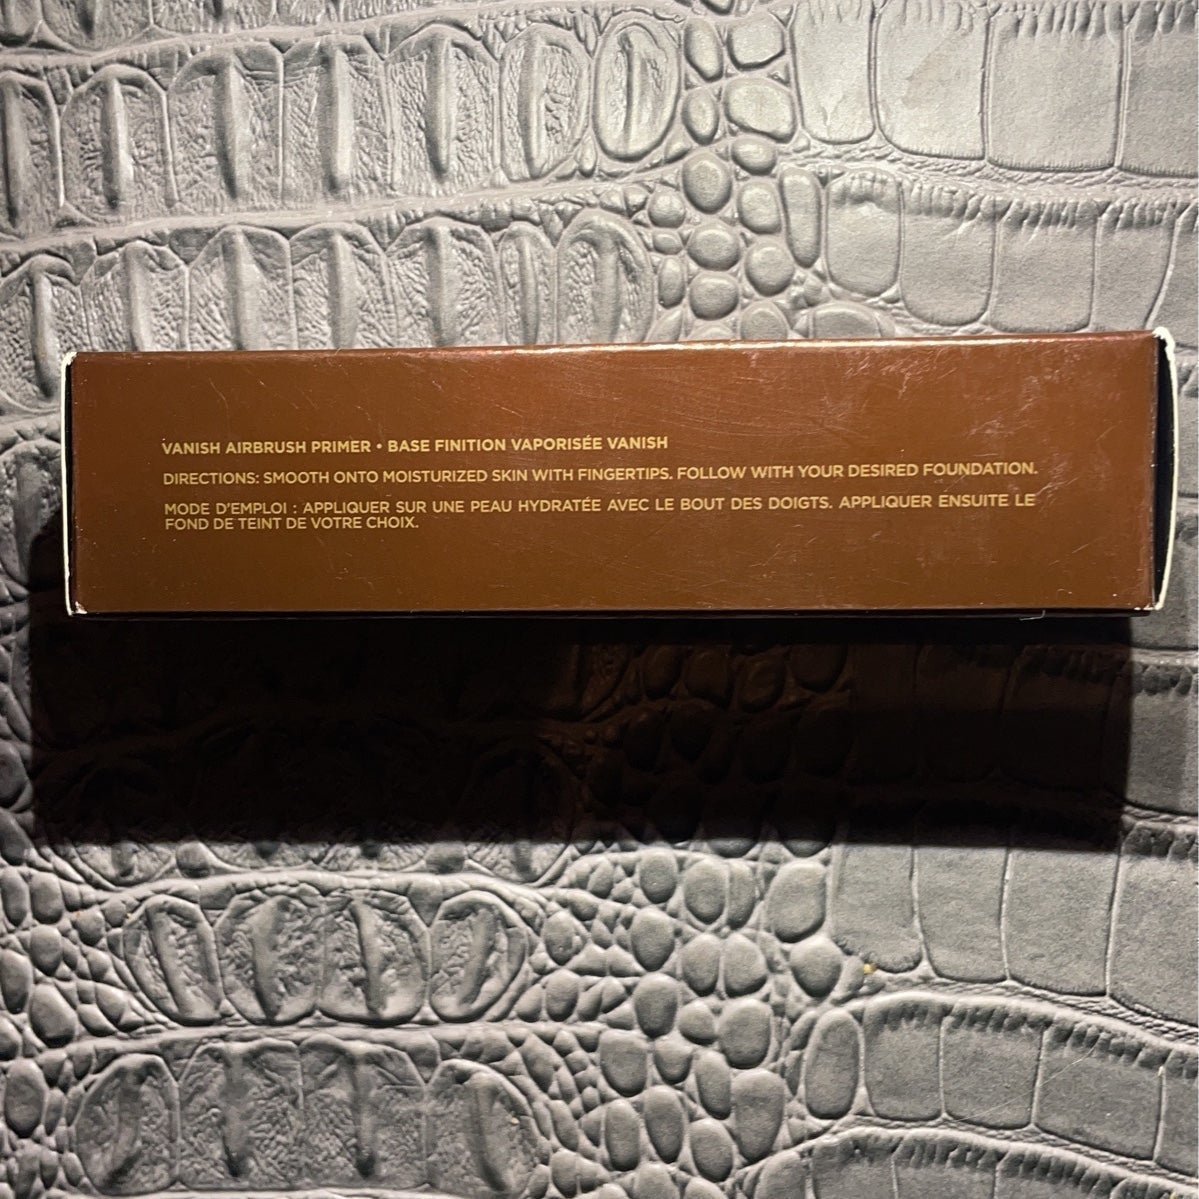 VANISH AIRBRUSH PRIMER • BASE FINITION VAPORISÉE VANISH
DIRECTIONS: SMOOTH ONTO MOISTURIZED SKIN WITH FINGERTIPS. FOLLOW WITH YOUR DESIRED FOUNDATION.
MODE D'EMPLOI : APPLIQUER SUR UNE PEAU HYDRATÉE AVEC LE BOUT DES DOIGTS. APPLIQUER ENSUITE LE
FOND DE TEINT DE VOTRE CHOIX.